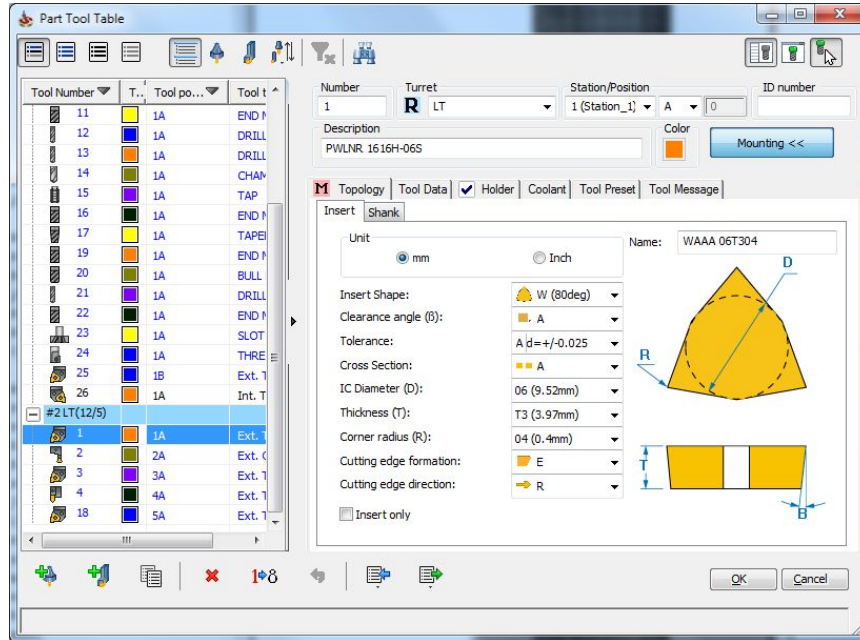 Part Tool Table
Number Turret Station/Position ID number
1 R LT 1 (Station_1) A 0
Description Color
PWLNR 1616H-06S Mounting <<
M Topology Tool Data Holder Coolant Tool Preset Tool Message
Insert Shank
Unit
mm Inch
Name: WAAA 06T304
Insert Shape: W (80deg)
Clearance angle (β): A
Tolerance: A d=+/-0.025
Cross Section: A
IC Diameter (D): 06 (9.52mm)
Thickness (T): T3 (3.97mm)
Corner radius (R): 04 (0.4mm)
Cutting edge formation: E
Cutting edge direction: R
Insert only
D
R
T
B
Tool Number T.. Tool po... Tool t
11 1A END M
12 1A DRILL
13 1A DRILL
14 1A CHAM
15 1A TAP
16 1A END M
17 1A TAPE
19 1A END M
20 1A BULL
21 1A DRILL
22 1A END M
23 1A SLOT
24 1A THRE
25 1B Ext. T
26 1A Int. T
#2 LT(12/5)
1 1A Ext. T
2 2A Ext. G
3 3A Ext. T
4 4A Ext. T
18 5A Ext. T
1 8
OK Cancel